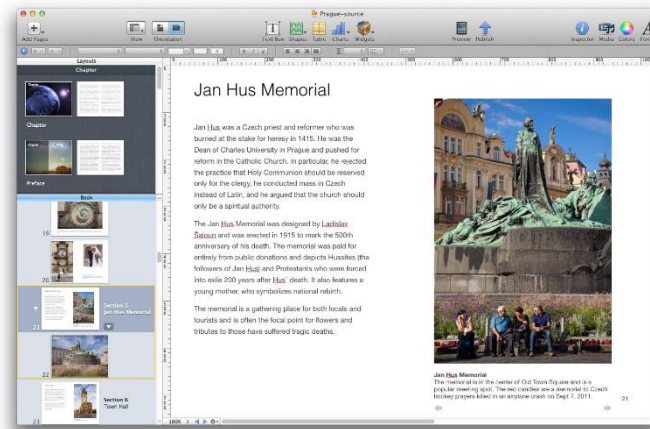 Prague-source
Add Pages
View
Orientation
Text Box
Shapes
Table
Charts
Widgets
Preview
Publish
Inspector
Media
Colors
Layouts
Chapter
Chapter
Preface
Book
19
20
21
Section 5
Jan Hus Memorial
22
Section 6
Town Hall
23
Jan Hus Memorial
Jan Hus was a Czech priest and reformer who was
burned at the stake for heresy in 1415. He was the
Dean of Charles University in Prague and pushed for
reform in the Catholic Church. In particular, he rejected
the practice that Holy Communion should be reserved
only for the clergy, he conducted mass in Czech
instead of Latin, and he argued that the church should
only be a spiritual authority.
The Jan Hus Memorial was designed by Ladislav
Šaloun and was erected in 1915 to mark the 500th
anniversary of his death. The memorial was paid for
entirely from public donations and depicts Hussites (the
followers of Jan Hus) and Protestants who were forced
into exile 200 years after Hus' death. It also features a
young mother, who symbolizes national rebirth.
The memorial is a gathering place for both locals and
tourists and is often the focal point for flowers and
tributes to those have suffered tragic deaths.
Jan Hus Memorial
The memorial is in the center of Old Town Square and is a
popular meeting spot. The red candles are a memorial to Czech
hockey players killed in an airplane crash on Sept 7, 2011.
21
100%